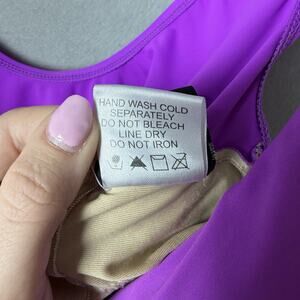 HAND WASH COLD
SEPARATELY
DO NOT BLEACH
LINE DRY
DO NOT IRON